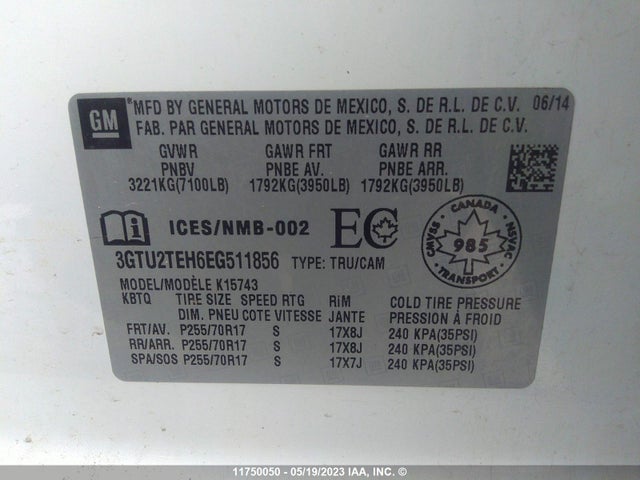 GM ® MFD BY GENERAL MOTORS DE MEXICO, S. DE R.L. DE C.V. 06/14
FAB. PAR GENERAL MOTORS DE MEXICO, S. DE R.L. DE C.V.
GVWR GAWR FRT GAWR RR
PNBV PNBE AV. PNBE ARR.
3221KG(7100LB) 1792KG(3950LB) 1792KG(3950LB)
ICES/NMB-002 EC
CANADA
CMVSS 985 NSVAC
TRANSPORT
3GTU2TEH6EG511856 TYPE: TRU/CAM
MODEL/MODÈLE K15743
KBTQ TIRE SIZE SPEED RTG RiM COLD TIRE PRESSURE
DIM. PNEU COTE VITESSE JANTE PRESSION À FROID
FRT/AV. P255/70R17 S 17X8J 240 KPA(35PSI)
RR/ARR. P255/70R17 S 17X8J 240 KPA(35PSI)
SPA/SOS P255/70R17 S 17X7J 240 KPA(35PSI)
11750050 - 05/19/2023 IAA, INC. ©